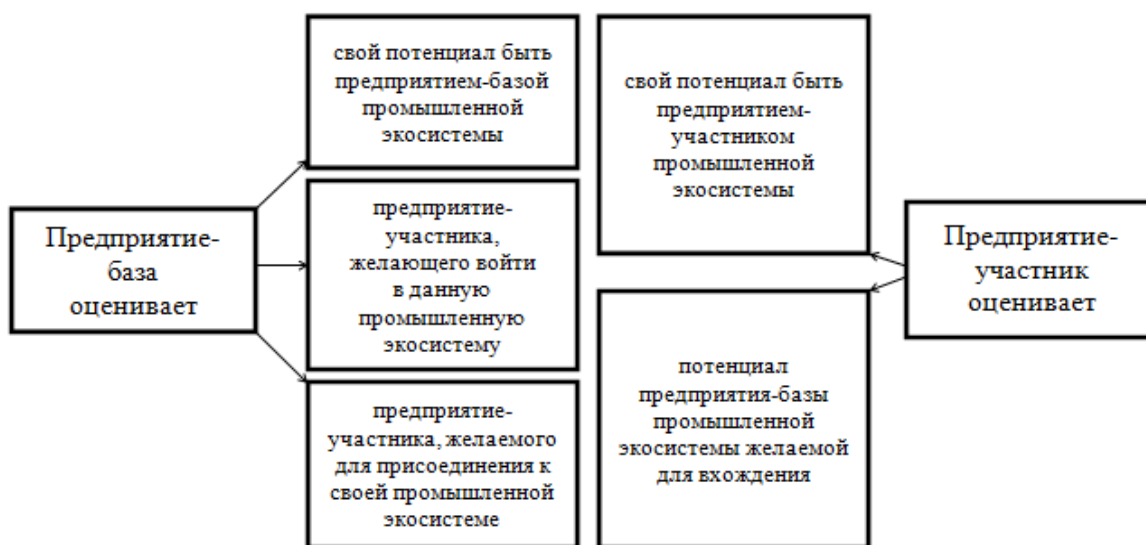 Предприятие-
база
оценивает
свой потенциал быть
предприятием-базой
промышленной
экосистемы
предприятие-
участника,
желающего войти
в данную
промышленную
экосистему
предприятие-
участника, желаемого
для присоединения к
своей промышленной
экосистеме
свой потенциал быть
предприятием-
участником
промышленной
экосистемы
потенциал
предприятия-базы
промышленной
экосистемы желаемой
для вхождения
Предприятие-
участник
оценивает